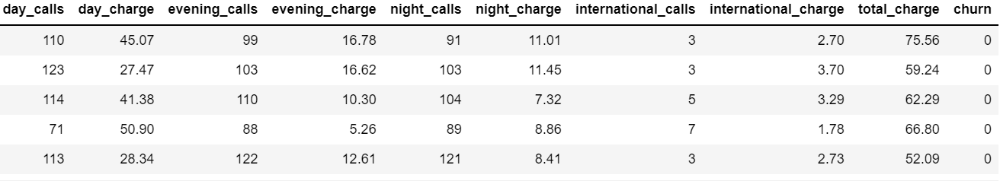 day_calls day_charge evening_calls evening_charge night_calls night_charge international_calls international_charge total_charge churn
110 45.07 99 16.78 91 11.01 3 2.70 75.56 0
123 27.47 103 16.62 103 11.45 3 3.70 59.24 0
114 41.38 110 10.30 104 7.32 5 3.29 62.29 0
71 50.90 88 5.26 89 8.86 7 1.78 66.80 0
113 28.34 122 12.61 121 8.41 3 2.73 52.09 0